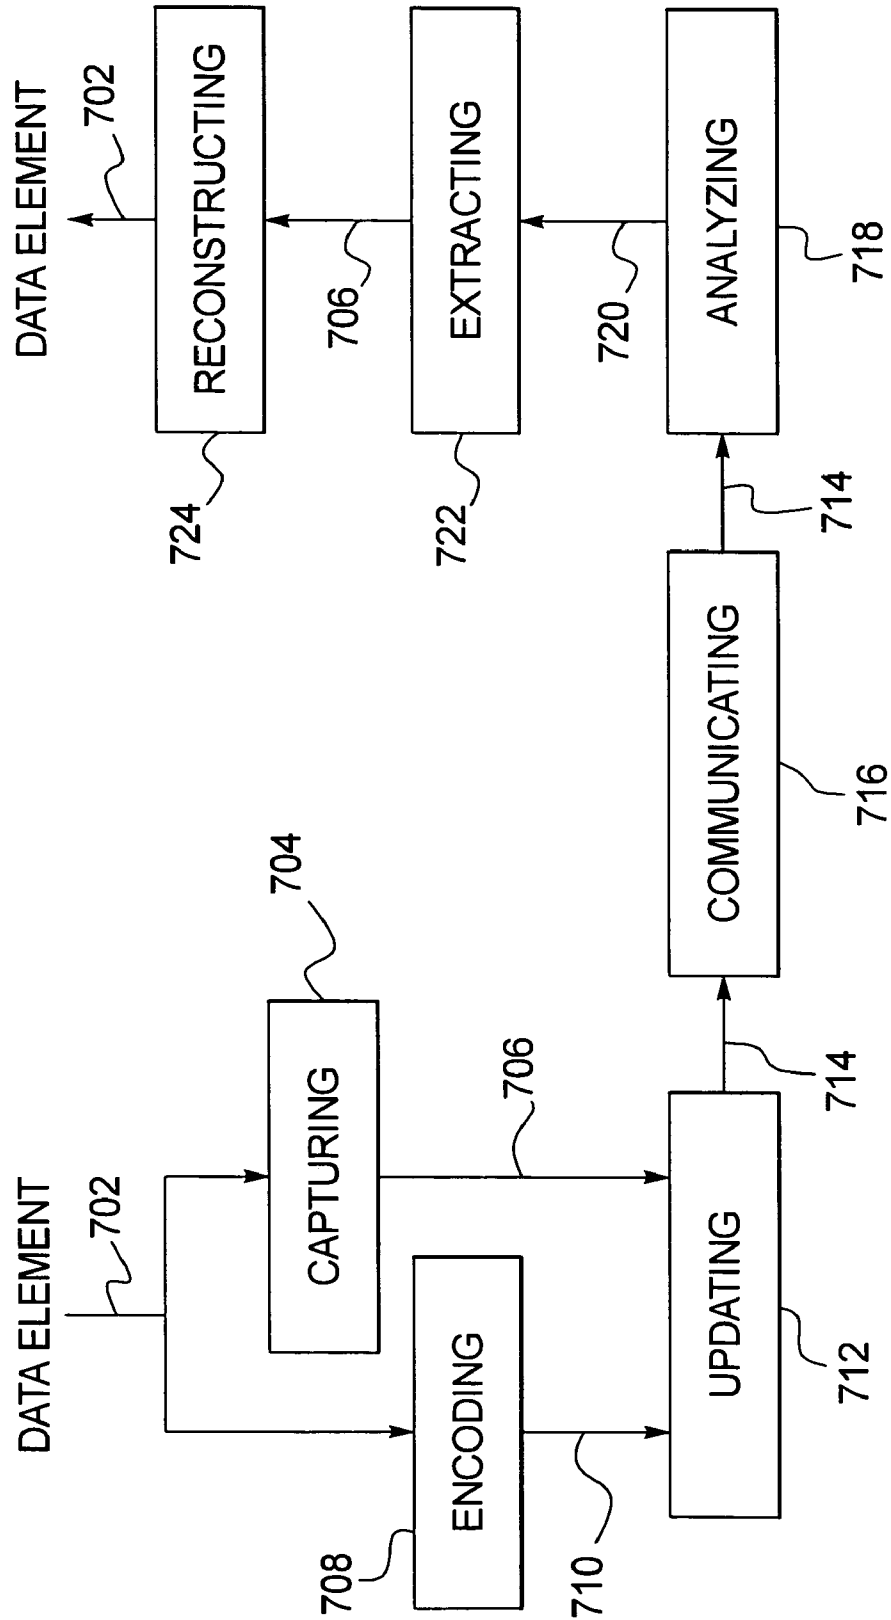 DATA ELEMENT
702
CAPTURING
704
706
ENCODING
708
710
UPDATING
712
714
COMMUNICATING
716
714
ANALYZING
718
720
EXTRACTING
722
706
RECONSTRUCTING
724
702
DATA ELEMENT